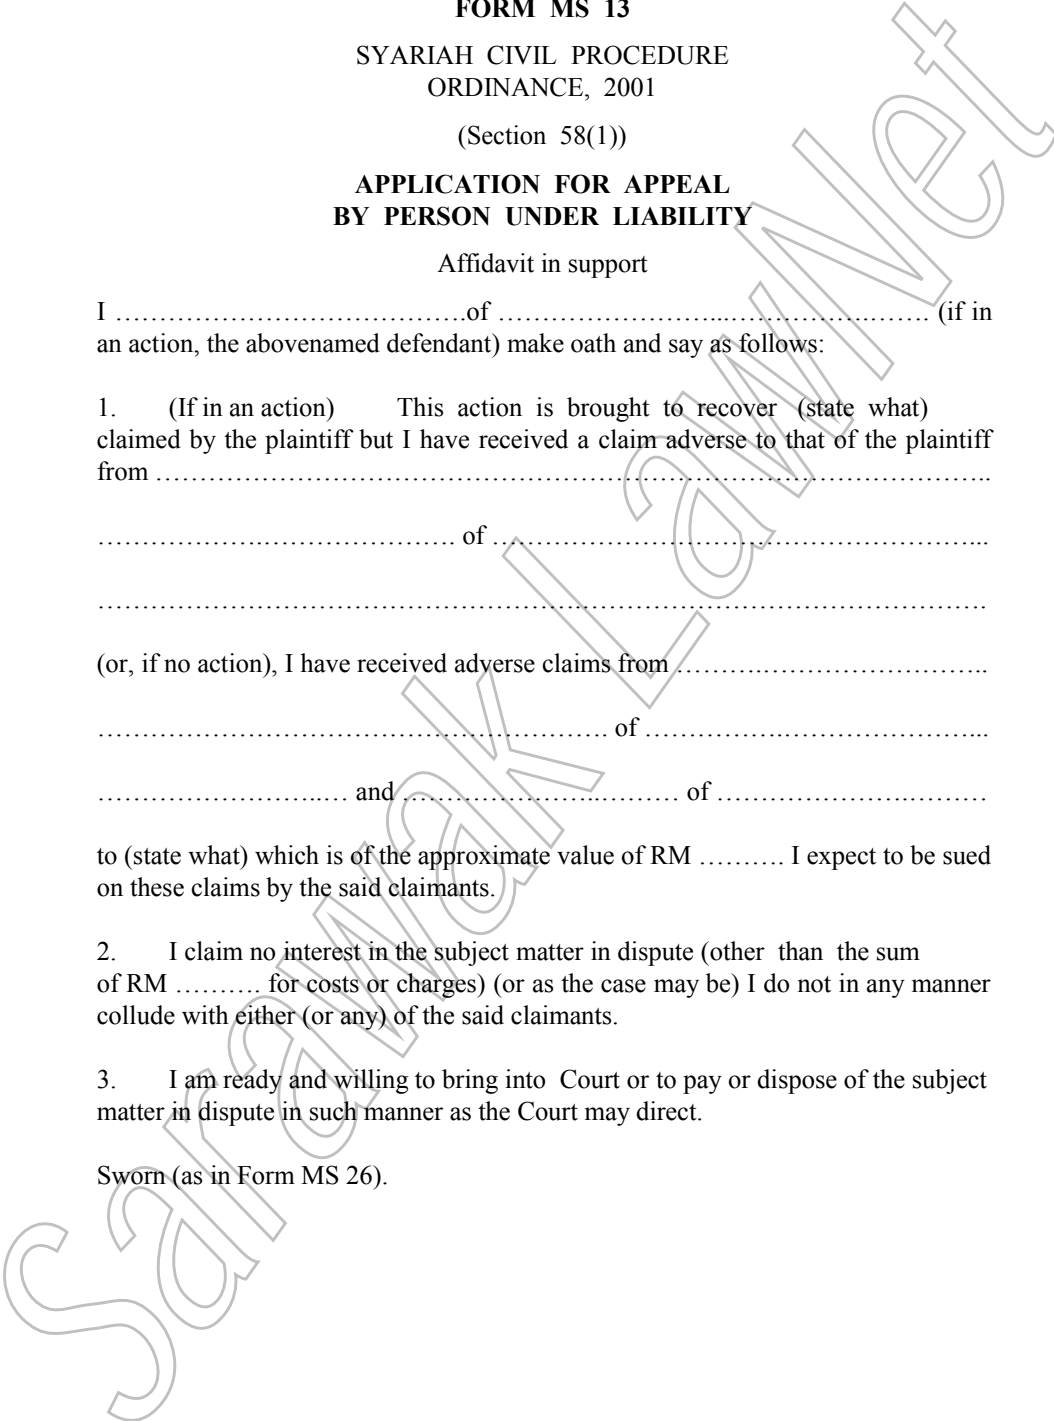 FORM MS 13
SYARIAH CIVIL PROCEDURE
ORDINANCE, 2001
(Section 58(1))
APPLICATION FOR APPEAL
BY PERSON UNDER LIABILITY
Affidavit in support
I ………………………………….of ……………………...…………….……. (if in
an action, the abovenamed defendant) make oath and say as follows:
1. (If in an action) This action is brought to recover (state what)
claimed by the plaintiff but I have received a claim adverse to that of the plaintiff
from …………………………………………………………………………………..
……………….…………………. of ………………………………………………...
……………………………………………………………………………………….
(or, if no action), I have received adverse claims from ……….……………………..
…………………………………………………. of …………….…………………...
……………………..… and …………………..……… of ………………….………
to (state what) which is of the approximate value of RM ………. I expect to be sued
on these claims by the said claimants.
2. I claim no interest in the subject matter in dispute (other than the sum
of RM ………. for costs or charges) (or as the case may be) I do not in any manner
collude with either (or any) of the said claimants.
3. I am ready and willing to bring into Court or to pay or dispose of the subject
matter in dispute in such manner as the Court may direct.
Sworn (as in Form MS 26).
Sarawak LawNet